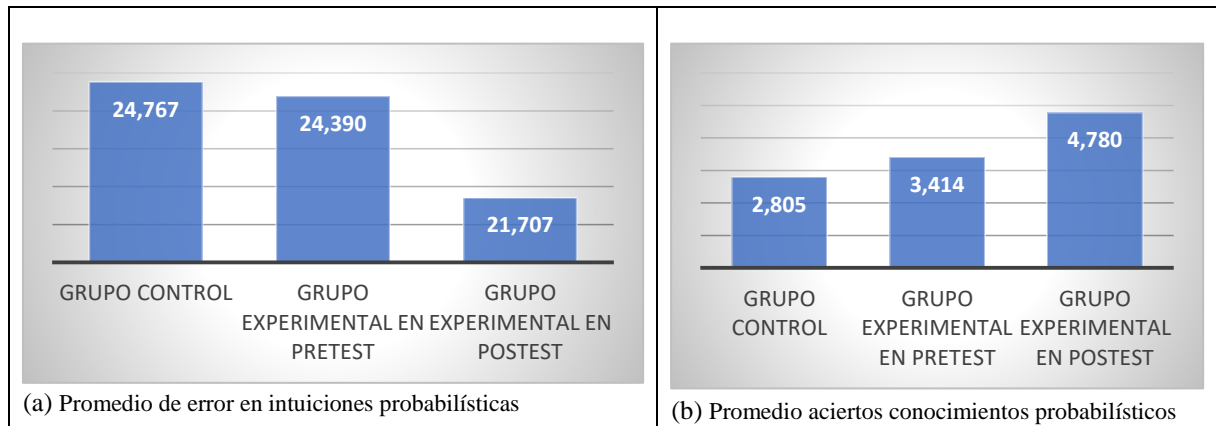 24,767
24,390
21,707
GRUPO CONTROL
GRUPO
EXPERIMENTAL EN
PRETEST
GRUPO
EXPERIMENTAL EN
POSTEST
(a) Promedio de error en intuiciones probabilísticas
2,805
3,414
4,780
GRUPO
CONTROL
GRUPO
EXPERIMENTAL
EN PRETEST
GRUPO
EXPERIMENTAL
EN POSTEST
(b) Promedio aciertos conocimientos probabilísticos